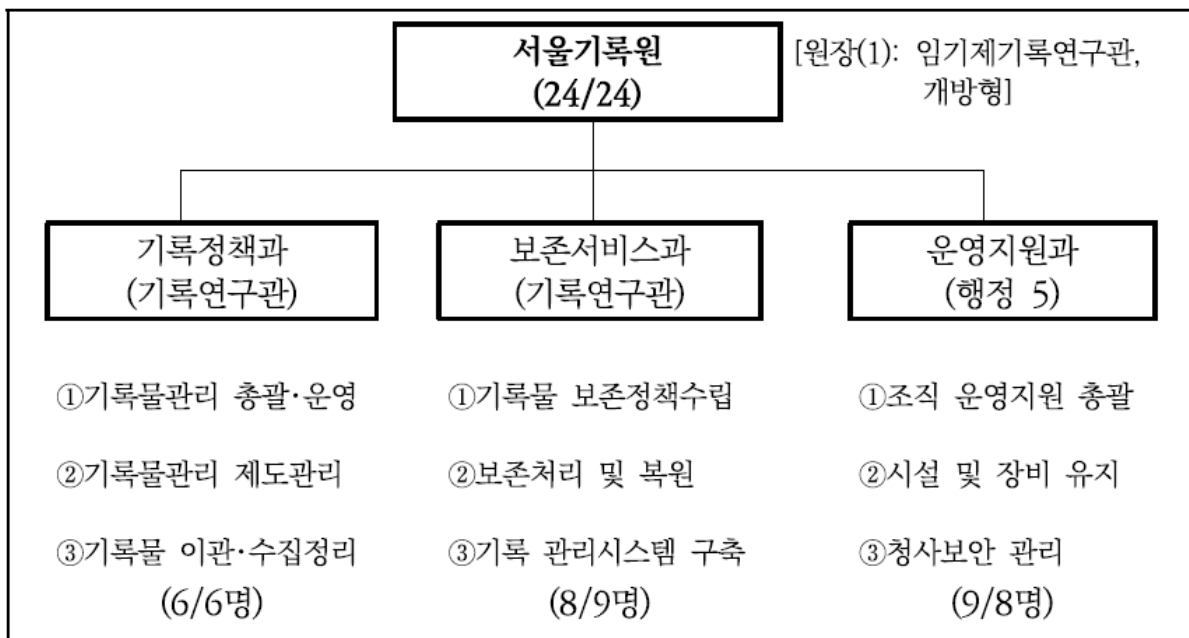 서울기록원
(24/24)
[원장(1): 임기제기록연구관,
개방형]
기록정책과
(기록연구관)
①기록물관리 총괄·운영
②기록물관리 제도관리
③기록물 이관·수집정리
(6/6명)
보존서비스과
(기록연구관)
①기록물 보존정책수립
②보존처리 및 복원
③기록 관리시스템 구축
(8/9명)
운영지원과
(행정 5)
①조직 운영지원 총괄
②시설 및 장비 유지
③청사보안 관리
(9/8명)